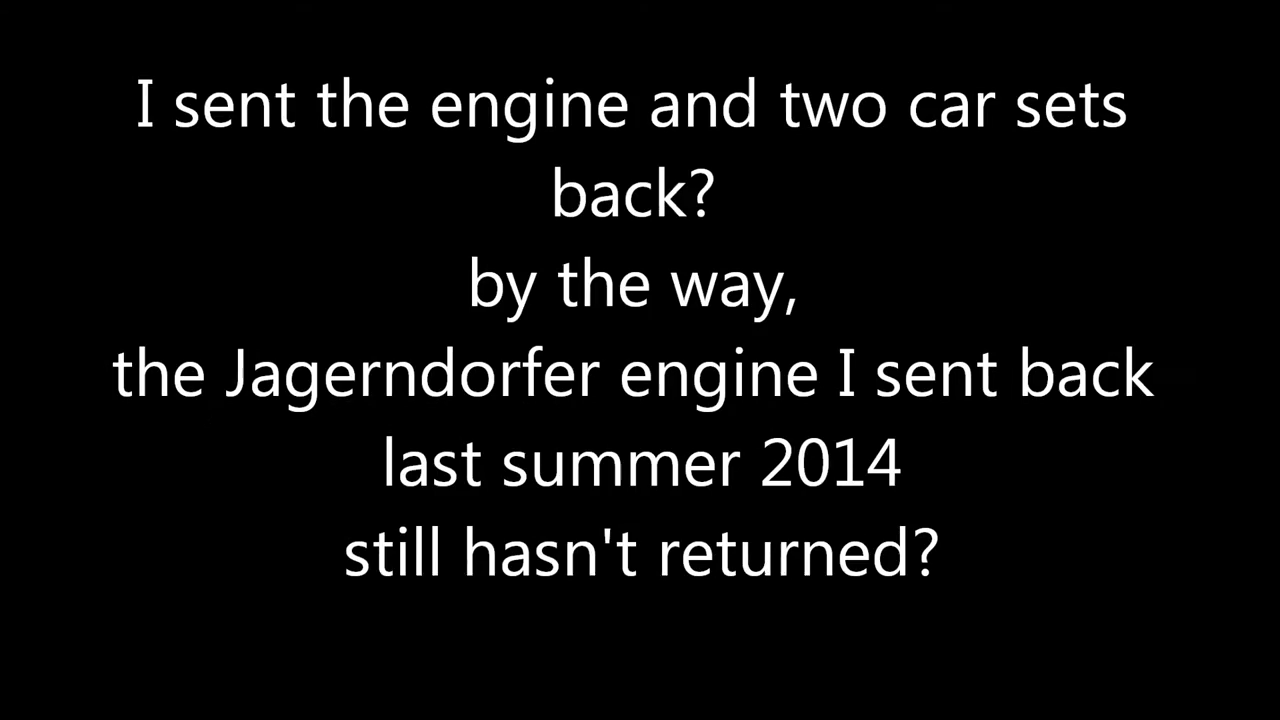 I sent the engine and two car sets
back?
by the way,
the Jagerndorfer engine I sent back
last summer 2014
still hasn't returned?